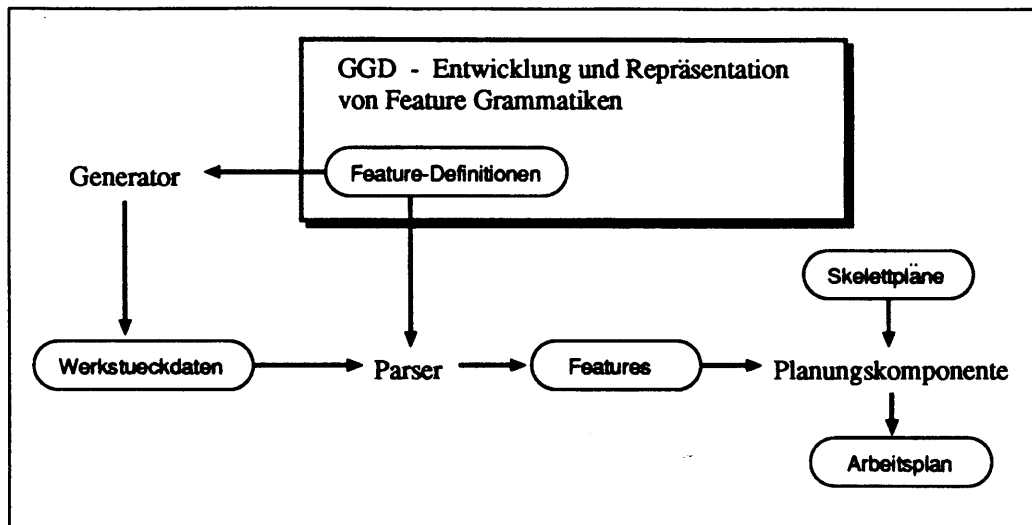 GGD - Entwicklung und Repräsentation
von Feature Grammatiken
Generator
Feature-Definitionen
Skelettpläne
Werkstueckdaten
Parser
Features
Planungskomponente
Arbeitsplan